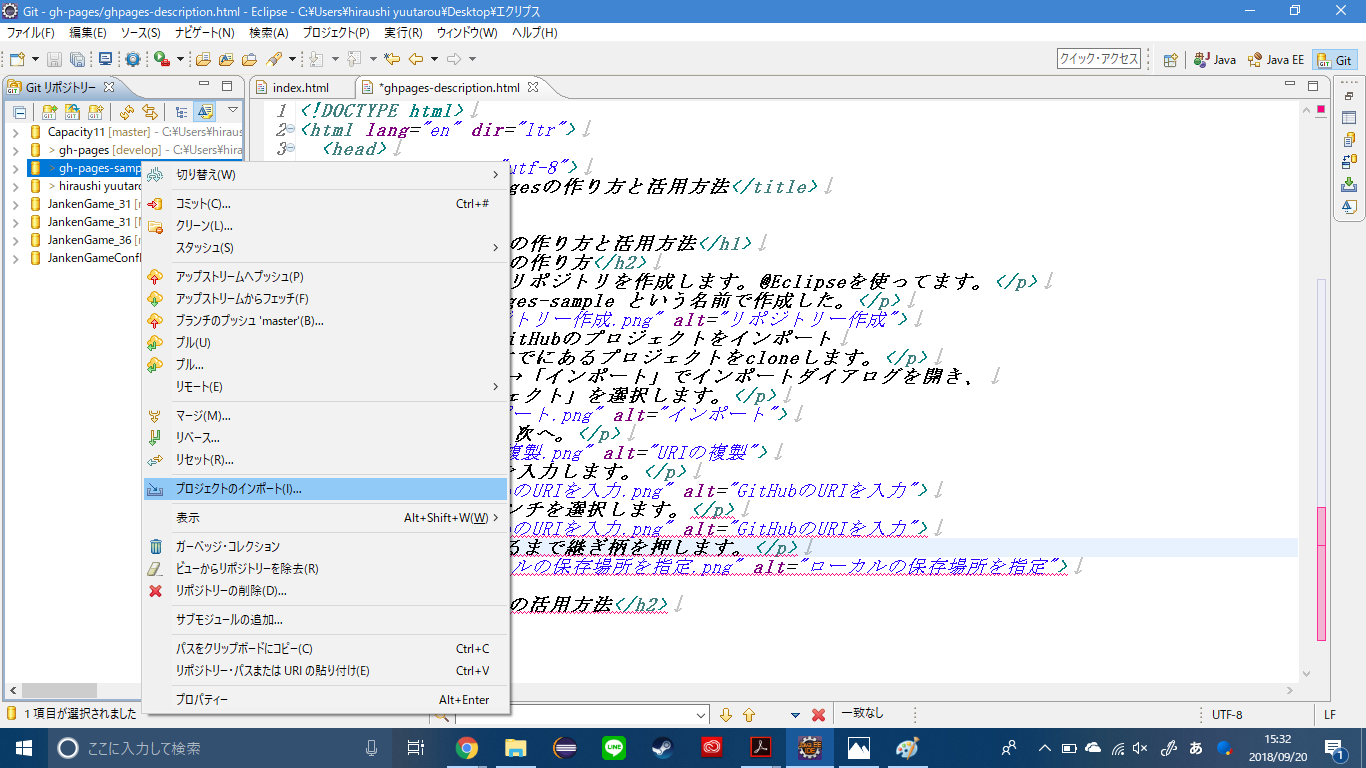 Git - gh-pages/ghpages-description.html - Eclipse - C:¥Users¥hiraushi yuutarou¥Desktop¥エクリプス
ファイル(F) 編集(E) ソース(S) ナビゲート(N) 検索(A) プロジェクト(P) 実行(R) ウィンドウ(W) ヘルプ(H)
クイック・アクセス Java Java EE Git
Git リポジトリー
index.html *ghpages-description.html
Capacity11 [master] - C:¥Users¥hiraus
> gh-pages [develop] - C:¥Users¥hira
> gh-pages-samp
> hiraushi yuutaro
JankenGame_31
JankenGame_31
JankenGame_36
JankenGameConfl
切り替え(W)
コミット(C)... Ctrl+#
クリーン(L)...
スタッシュ(S)
アップストリームへプッシュ(P)
アップストリームからフェッチ(F)
ブランチのプッシュ 'master'(B)...
プル(U)
プル...
リモート(E)
マージ(M)...
リベース...
リセット(R)...
プロジェクトのインポート(I)...
表示 Alt+Shift+W(W)
ガーベッジ・コレクション
ビューからリポジトリーを除去(R)
リポジトリーの削除(D)...
サブモジュールの追加...
パスをクリップボードにコピー(C) Ctrl+C
リポジトリー・パスまたは URI の貼り付け(E) Ctrl+V
プロパティー Alt+Enter
1 <!DOCTYPE html>↓
2 <html lang="en" dir="ltr">↓
3 <head>↓
"utf-8">↓
gesの作り方と活用方法</title>↓
の作り方と活用方法</h1>↓
の作り方</h2>↓
リポジトリを作成します。@Eclipseを使ってます。</p>↓
ges-sample という名前で作成した。</p>↓
ジトリー作成.png" alt="リポジトリー作成">↓
itHubのプロジェクトをインポート↓
でにあるプロジェクトをcloneします。</p>↓
→「インポート」でインポートダイアログを開き、↓
ェクト」を選択します。</p>↓
ポート.png" alt="インポート">↓
次へ。</p>↓
複製.png" alt="URIの複製">↓
を入力します。</p>↓
のURIを入力.png" alt="GitHubのURIを入力">↓
ンチを選択します。</p>↓
のURIを入力.png" alt="GitHubのURIを入力">↓
るまで継ぎ柄を押します。</p>↓
ルの保存場所を指定.png" alt="ローカルの保存場所を指定">↓
の活用方法</h2>↓
1 項目が選択されました 一致なし UTF-8 LF
ここに入力して検索
LINE
あ
15:32
2018/09/20
1